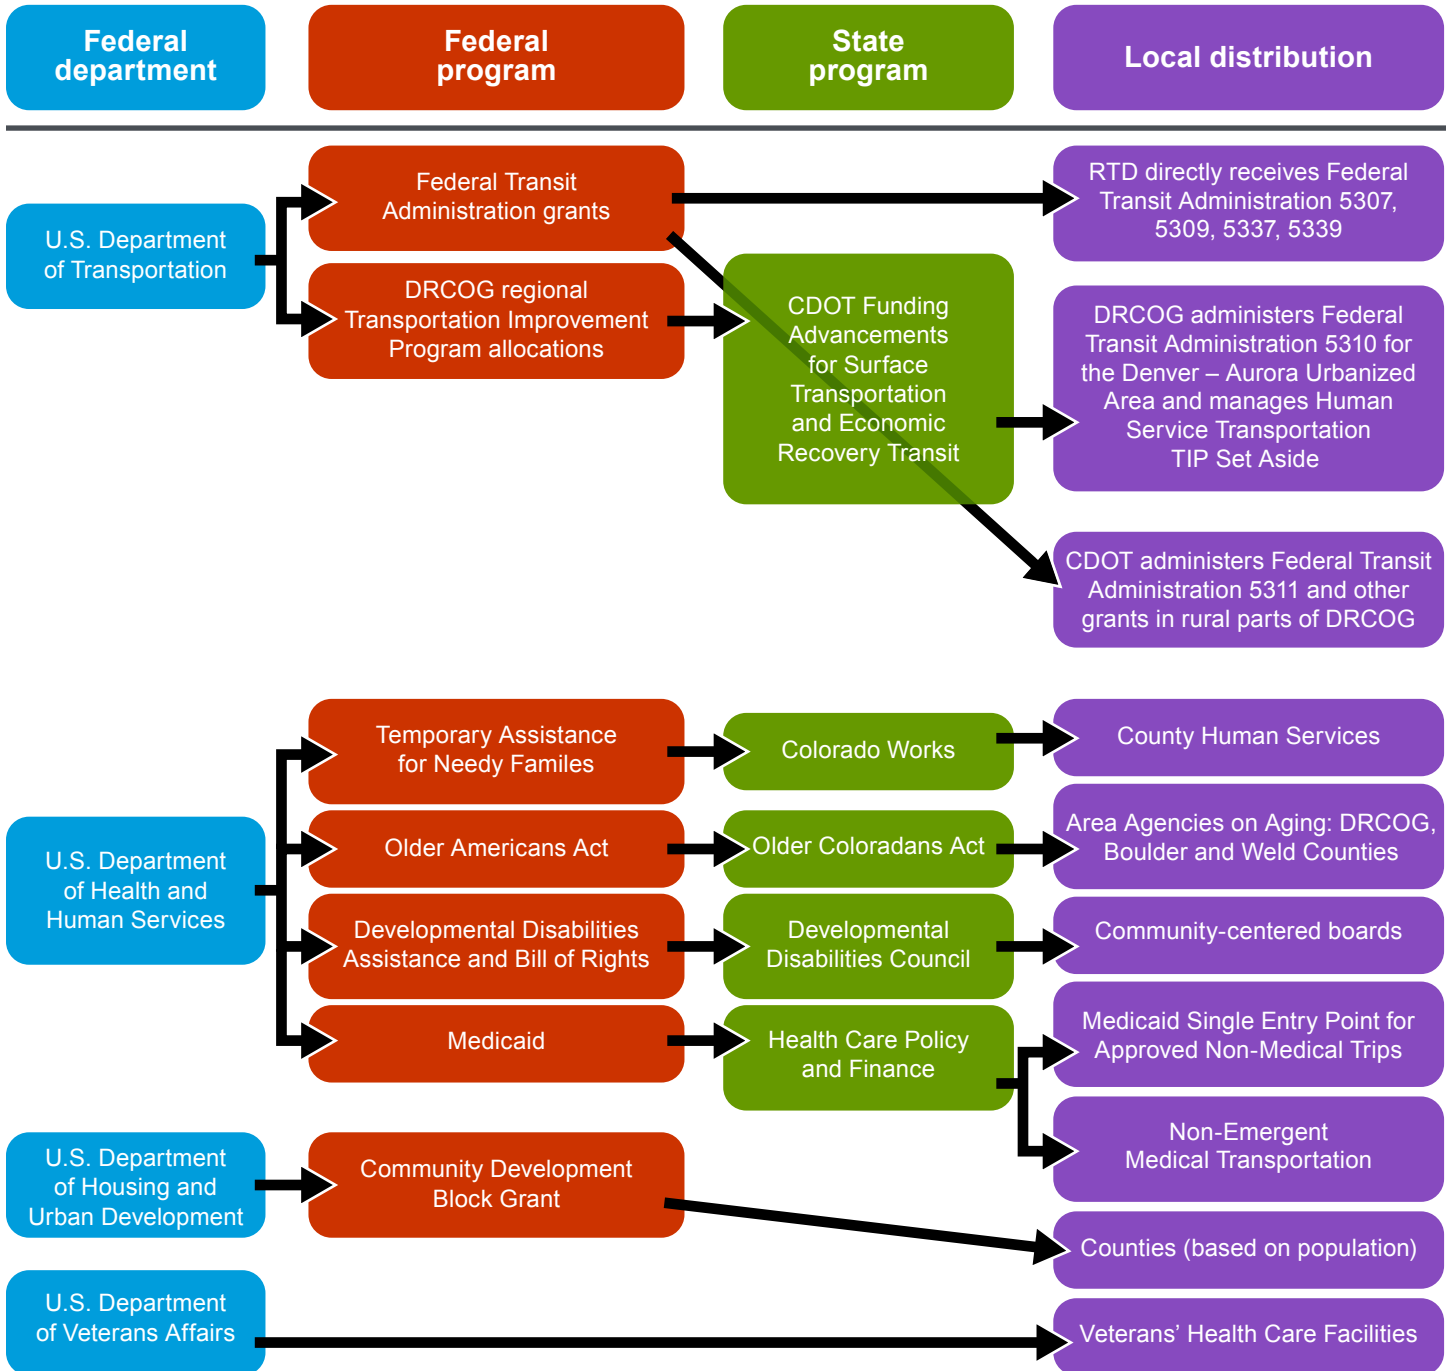 Federal
department
Federal
program
State
program
Local distribution
U.S. Department
of Transportation
Federal Transit
Administration grants
DRCOG regional
Transportation Improvement
Program allocations
CDOT Funding
Advancements
for Surface
Transportation
and Economic
Recovery Transit
RTD directly receives Federal
Transit Administration 5307,
5309, 5337, 5339
DRCOG administers Federal
Transit Administration 5310 for
the Denver – Aurora Urbanized
Area and manages Human
Service Transportation
TIP Set Aside
CDOT administers Federal Transit
Administration 5311 and other
grants in rural parts of DRCOG
U.S. Department
of Health and
Human Services
Temporary Assistance
for Needy Familes
Colorado Works
County Human Services
Older Americans Act
Older Coloradans Act
Area Agencies on Aging: DRCOG,
Boulder and Weld Counties
Developmental Disabilities
Assistance and Bill of Rights
Developmental
Disabilities Council
Community-centered boards
Medicaid
Health Care Policy
and Finance
Medicaid Single Entry Point for
Approved Non-Medical Trips
Non-Emergent
Medical Transportation
U.S. Department
of Housing and
Urban Development
Community Development
Block Grant
Counties (based on population)
U.S. Department
of Veterans Affairs
Veterans’ Health Care Facilities